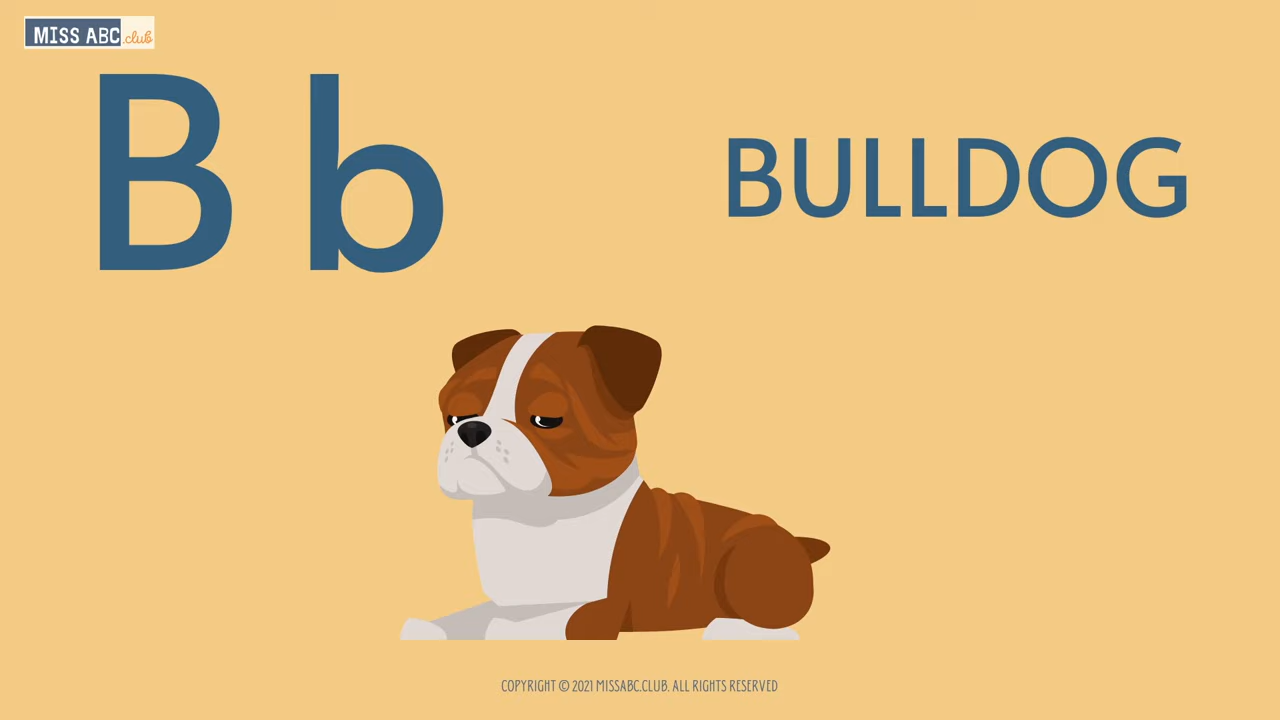 MISS ABC.club
B b
BULLDOG
COPYRIGHT © 2021 MISSABC.CLUB. ALL RIGHTS RESERVED